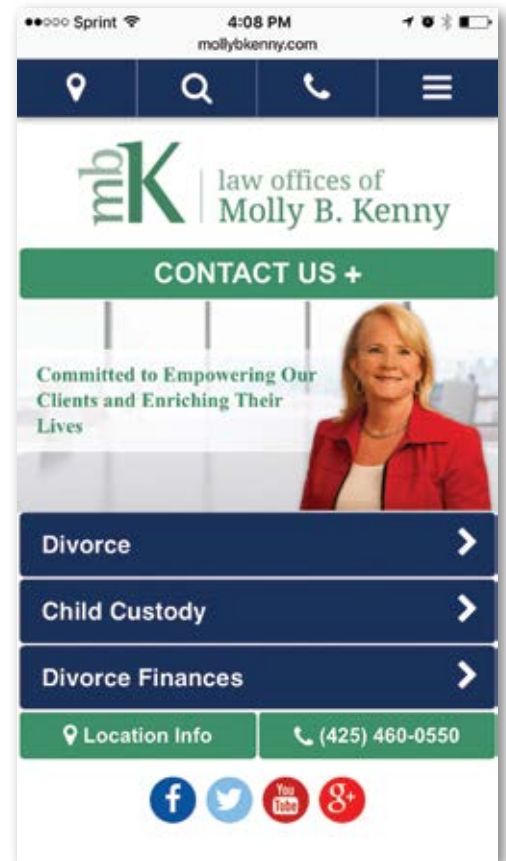 Sprint
4:08 PM
mollybkenny.com
mbK
law offices of
Molly B. Kenny
CONTACT US +
Committed to Empowering Our
Clients and Enriching Their
Lives
Divorce
Child Custody
Divorce Finances
Location Info
(425) 460-0550
f
You
Tube
g+